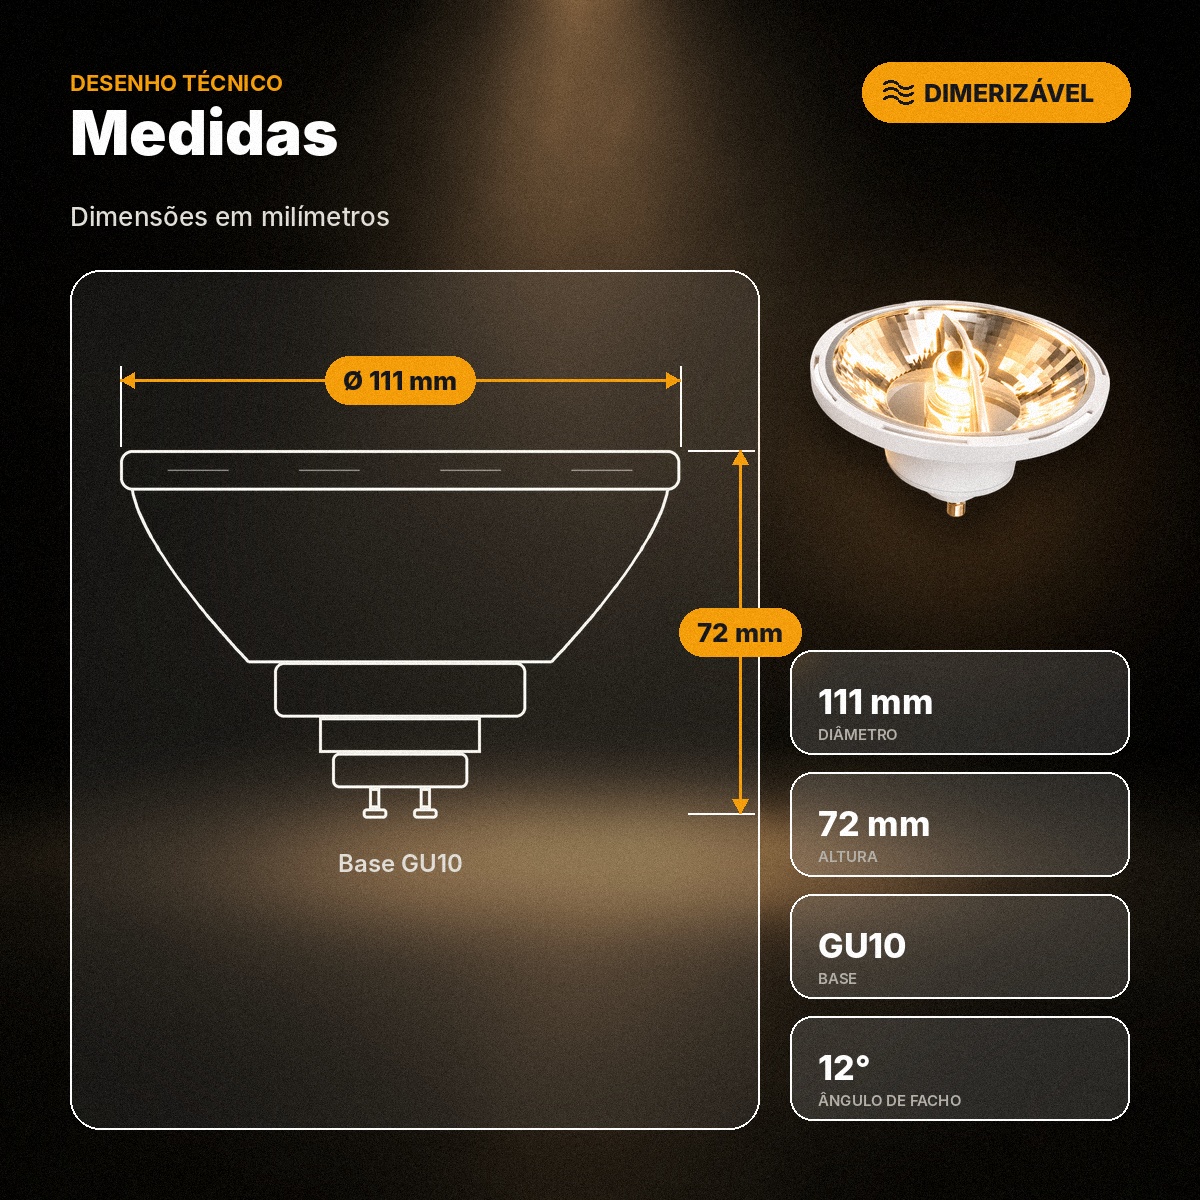 DESENHO TÉCNICO
Medidas
DIMERIZÁVEL
Dimensões em milímetros
Ø 111 mm
72 mm
Base GU10
111 mm
DIÂMETRO
72 mm
ALTURA
GU10
BASE
12°
ÂNGULO DE FACHO